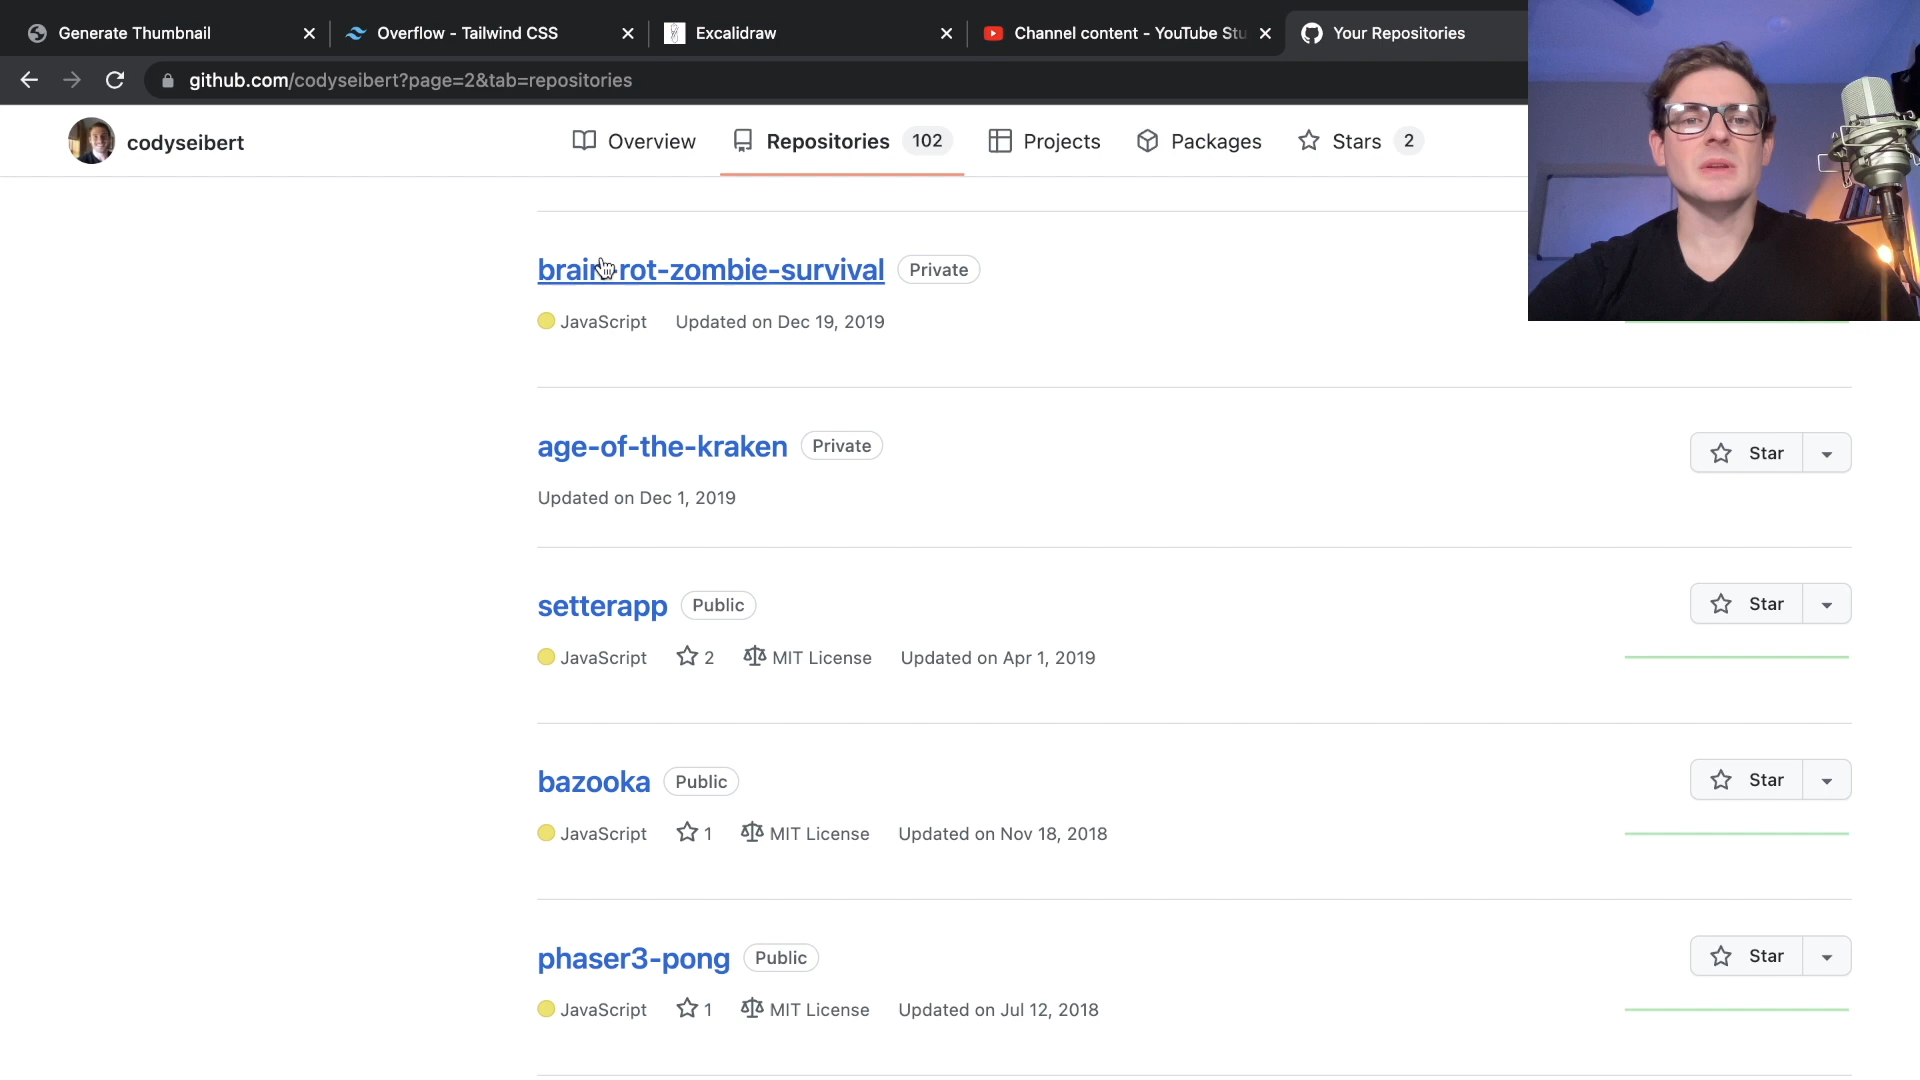 Generate Thumbnail
Overflow - Tailwind CSS
Excalidraw
Channel content - YouTube Stu
Your Repositories
github.com/codyseibert?page=2&tab=repositories
codyseibert
Overview
Repositories 102
Projects
Packages
Stars 2
brain-rot-zombie-survival Private
JavaScript Updated on Dec 19, 2019
age-of-the-kraken Private
Star
Updated on Dec 1, 2019
setterapp Public
Star
JavaScript 2 MIT License Updated on Apr 1, 2019
bazooka Public
Star
JavaScript 1 MIT License Updated on Nov 18, 2018
phaser3-pong Public
Star
JavaScript 1 MIT License Updated on Jul 12, 2018